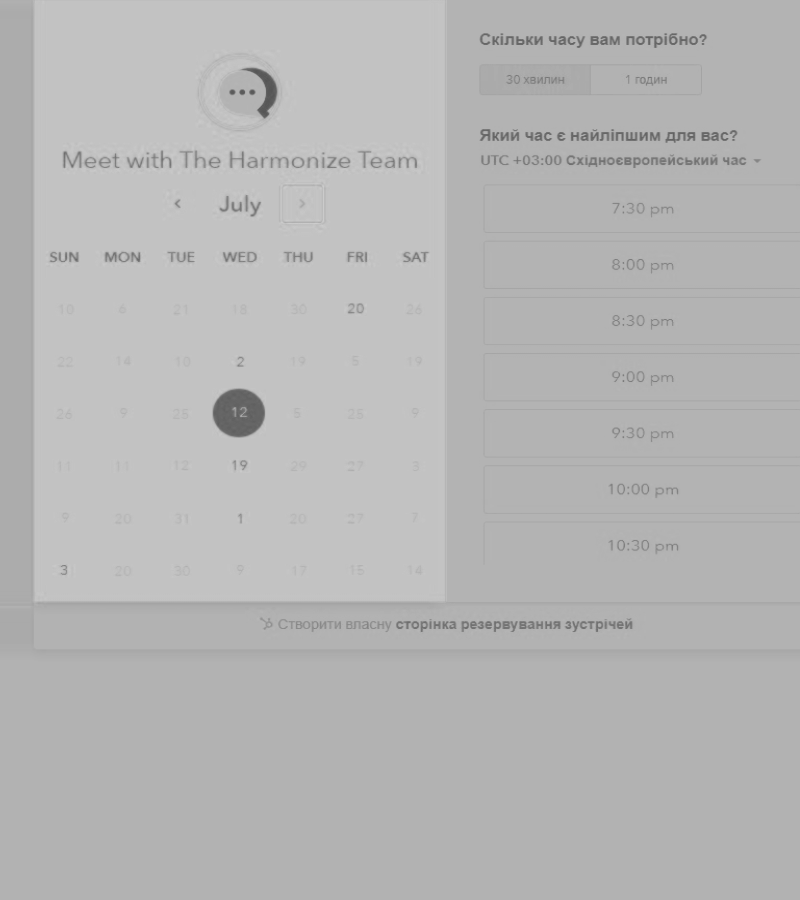 Meet with The Harmonize Team
July
SUN MON TUE WED THU FRI SAT
10 6 21 18 30 20 26
22 14 10 2 19 5 19
26 9 25 12 5 25 9
11 11 12 19 29 27 3
9 20 31 1 20 27 7
3 20 30 9 17 15 14
Скільки часу вам потрібно?
30 хвилин 1 годин
Який час є найліпшим для вас?
UTC +03:00 Східноєвропейський час
7:30 pm
8:00 pm
8:30 pm
9:00 pm
9:30 pm
10:00 pm
10:30 pm
Створити власну сторінка резервування зустрічей